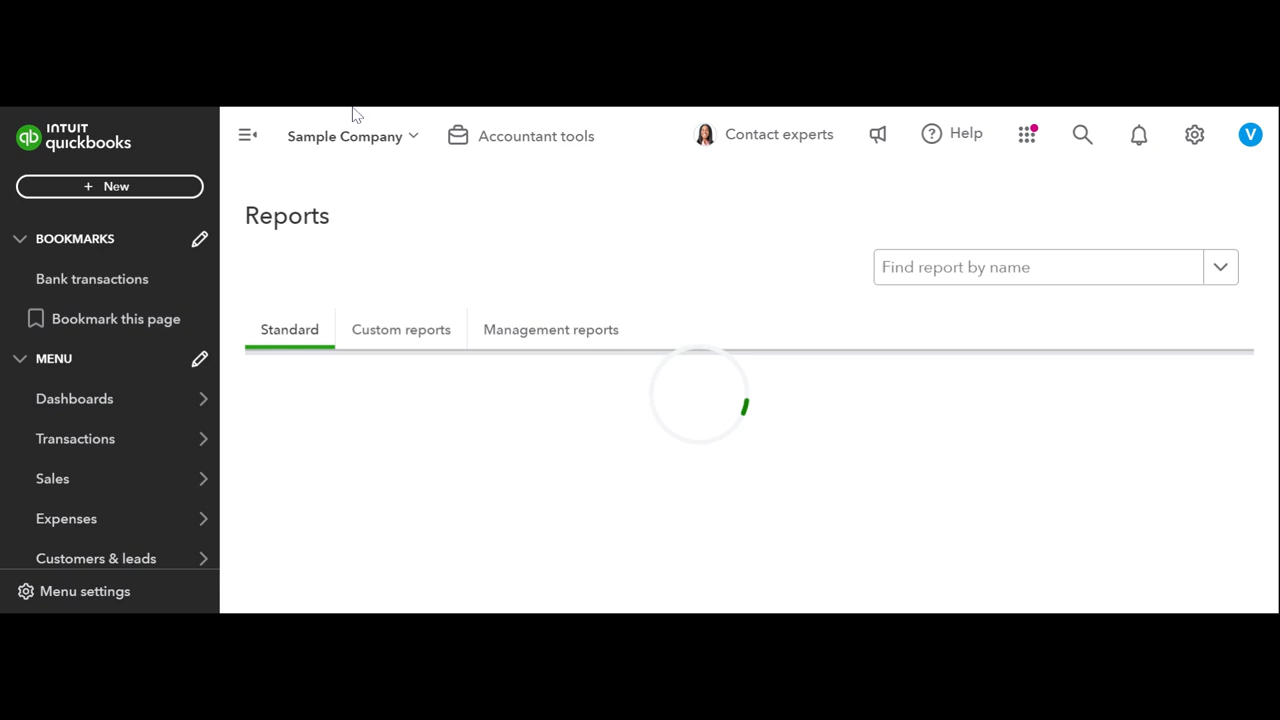 INTUIT
qb quickbooks
+ New
BOOKMARKS
Bank transactions
Bookmark this page
MENU
Dashboards
Transactions
Sales
Expenses
Customers & leads
Menu settings
Sample Company
Accountant tools
Contact experts
? Help
V
Reports
Find report by name
Standard
Custom reports
Management reports